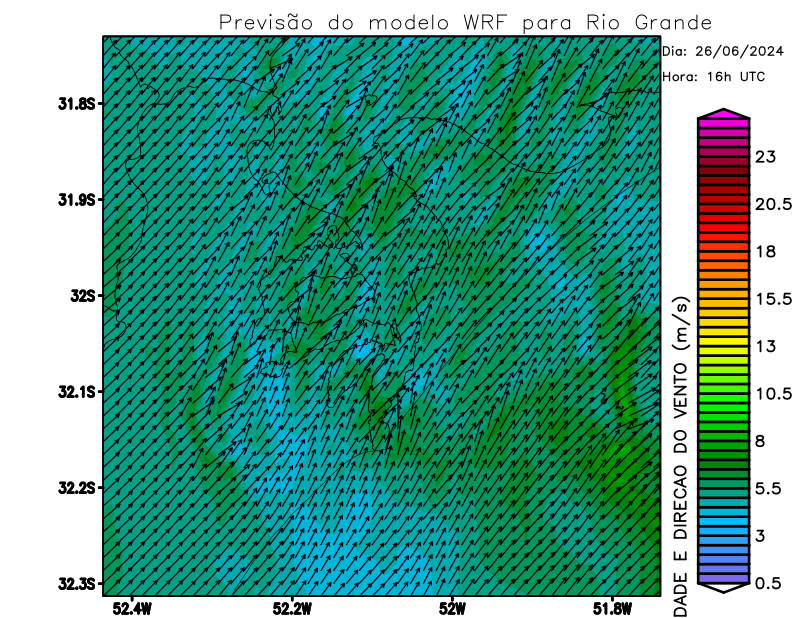 Previsão do modelo WRF para Rio Grande
Dia: 26/06/2024
Hora: 16h UTC
31.8S
31.9S
32S
32.1S
32.2S
32.3S
52.4W
52.2W
52W
51.8W
DADE E DIRECAO DO VENTO (m/s)
23
20.5
18
15.5
13
10.5
8
5.5
3
0.5